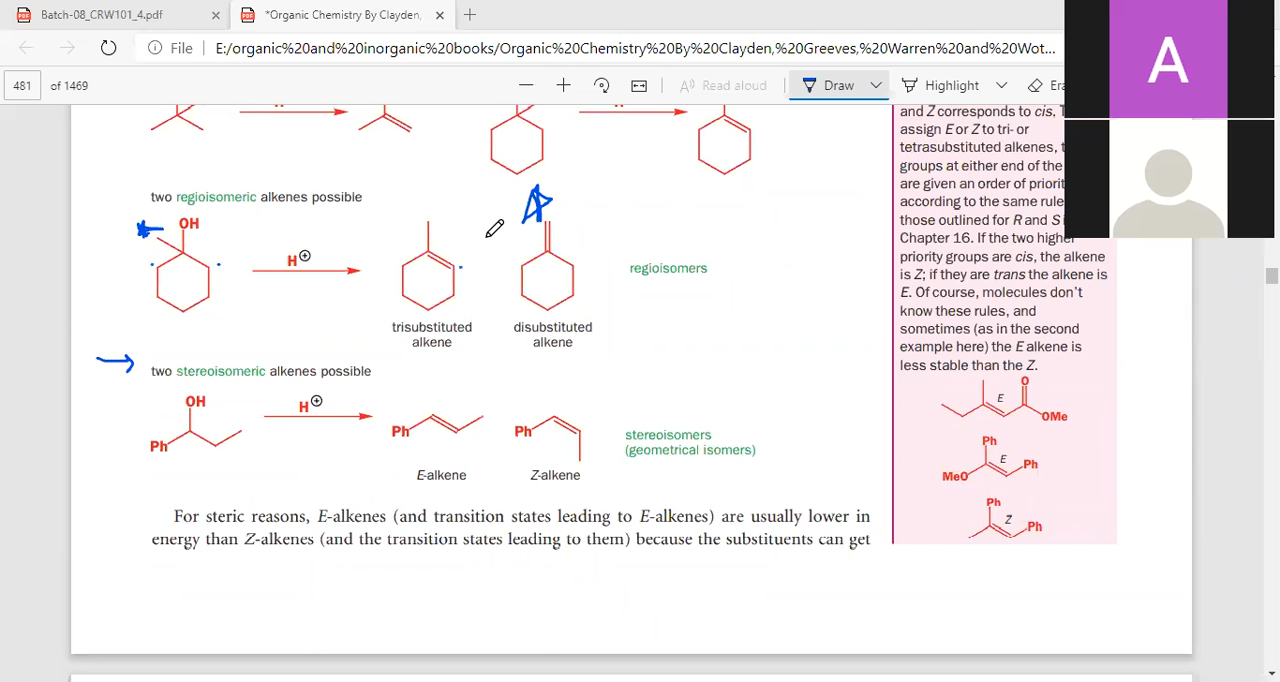 Batch-08_CRW101_4.pdf
*Organic Chemistry By Clayden,
File
E:/organic%20and%20inorganic%20books/Organic%20Chemistry%20By%20Clayden,%20Greeves,%20Warren%20and%20Wot...
481 of 1469
Read aloud
Draw
Highlight
Era
A
two regioisomeric alkenes possible
OH
H⊕
trisubstituted
alkene
disubstituted
alkene
regioisomers
two stereoisomeric alkenes possible
OH
Ph
H⊕
Ph
E-alkene
Ph
Z-alkene
stereoisomers
(geometrical isomers)
For steric reasons, E-alkenes (and transition states leading to E-alkenes) are usually lower in
energy than Z-alkenes (and the transition states leading to them) because the substituents can get
and Z corresponds to cis,
assign E or Z to tri- or
tetrasubstituted alkenes,
groups at either end of the
are given an order of
according to the same
those outlined for R and S
Chapter 16. If the two higher
priority groups are cis, the alkene
is Z; if they are trans the alkene is
E. Of course, molecules don't
know these rules, and
sometimes (as in the second
example here) the E alkene is
less stable than the Z.
O
E
OMe
Ph
E
MeO
Ph
Ph
Z
Ph